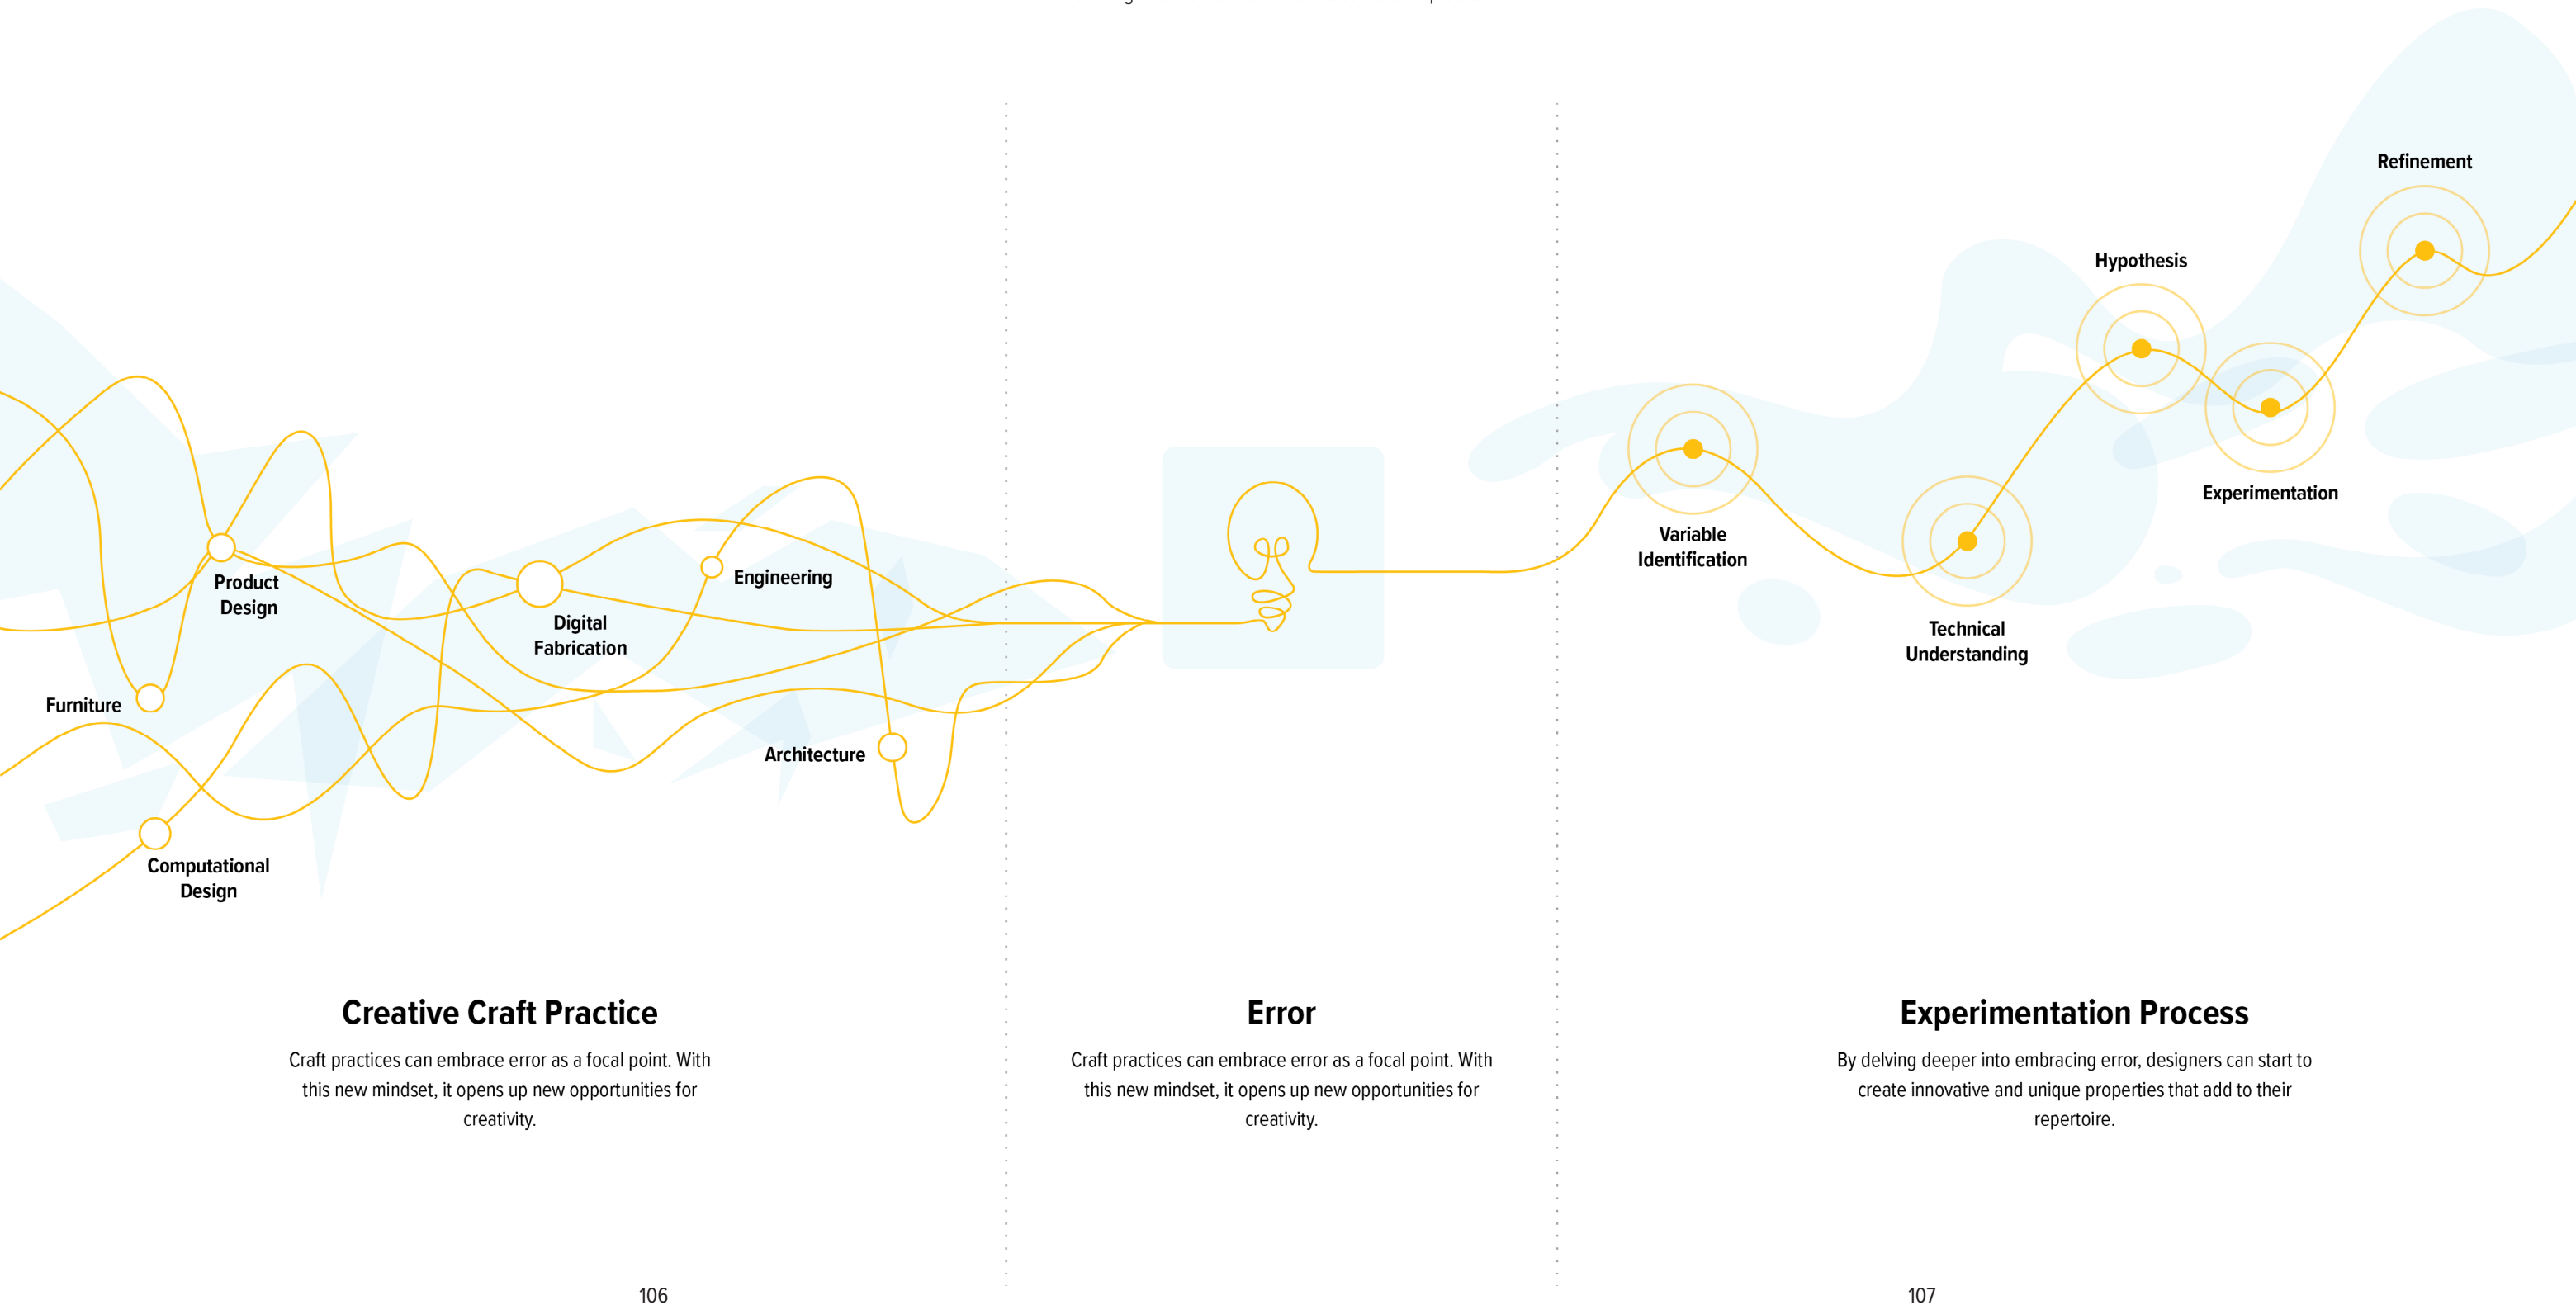 Product
Design
Furniture
Computational
Design
Digital
Fabrication
Engineering
Architecture
Variable
Identification
Technical
Understanding
Hypothesis
Experimentation
Refinement
Creative Craft Practice
Craft practices can embrace error as a focal point. With
this new mindset, it opens up new opportunities for
creativity.
Error
Craft practices can embrace error as a focal point. With
this new mindset, it opens up new opportunities for
creativity.
Experimentation Process
By delving deeper into embracing error, designers can start to
create innovative and unique properties that add to their
repertoire.
106
107